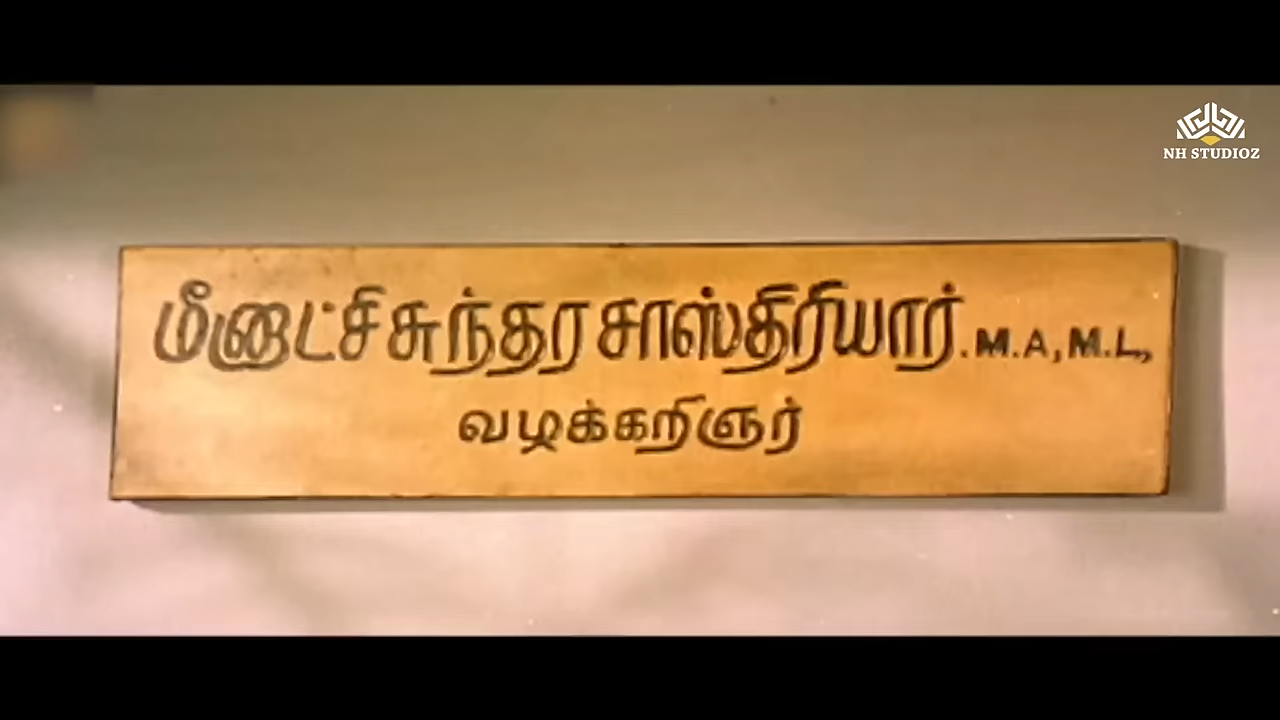 NH STUDIOZ
மீனாட்சி சுந்தர சாஸ்திரியார். M.A, M.L,
வழக்கறிஞர்